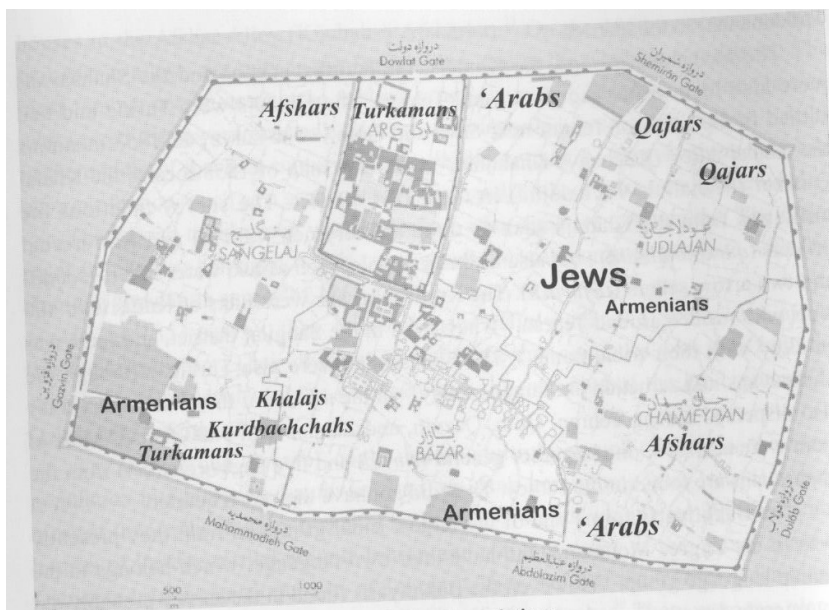 دروازه دولت
Dowlat Gate
دروازه شمیران
Shemiran Gate
Afshars
Turkamans
'Arabs
ARG ارگ
Qajars
Qajars
سنگلج
SANGELAJ
عودلاجان
UDLAJAN
Jews
Armenians
دروازه قزوین
Gazvin Gate
Armenians
Khalajs
Kurdbachchahs
Turkamans
بازار
BAZAR
چاله میدان
CHALMEYDAN
Afshars
Armenians
'Arabs
دروازه دولاب
Dulab Gate
دروازه محمدیه
Mohammadieh Gate
دروازه عبدالعظیم
Abdolazim Gate
500
1000
m